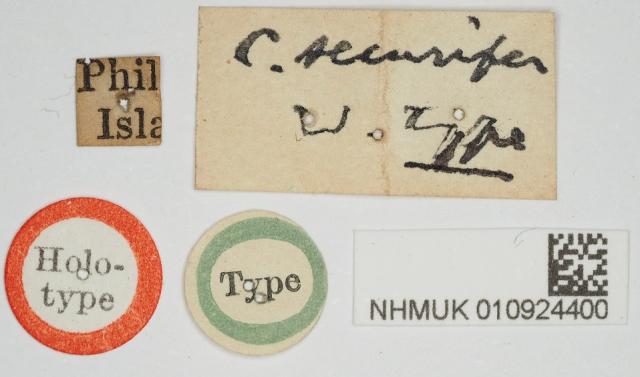 Phil
Isla
C. securifer
W. Type
Holo-
type
Type
NHMUK 010924400